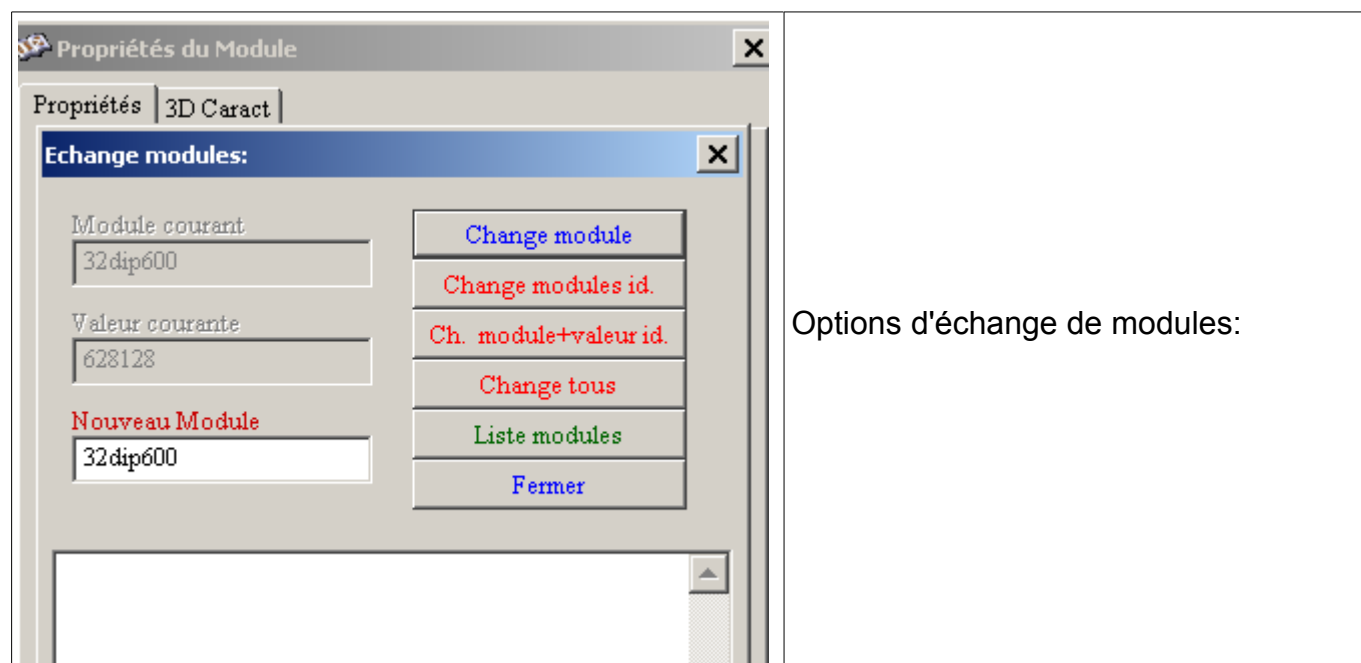 Propriétés du Module
Propriétés
3D Caract
Echange modules:
Module courant
32dip600
Valeur courante
628128
Nouveau Module
32dip600
Change module
Change modules id.
Ch. module+valeur id.
Change tous
Liste modules
Fermer
Options d'échange de modules: